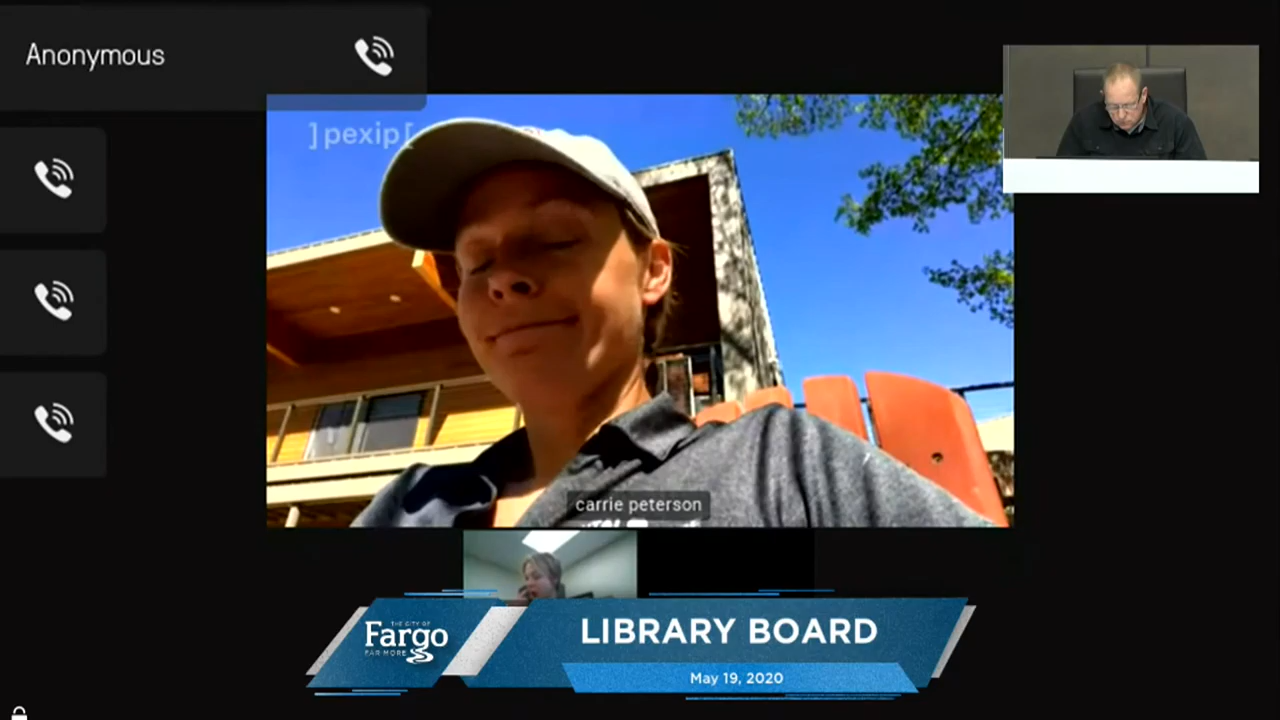 Anonymous
]pexip[
carrie peterson
THE CITY OF
Fargo
FAR MORE
LIBRARY BOARD
May 19, 2020